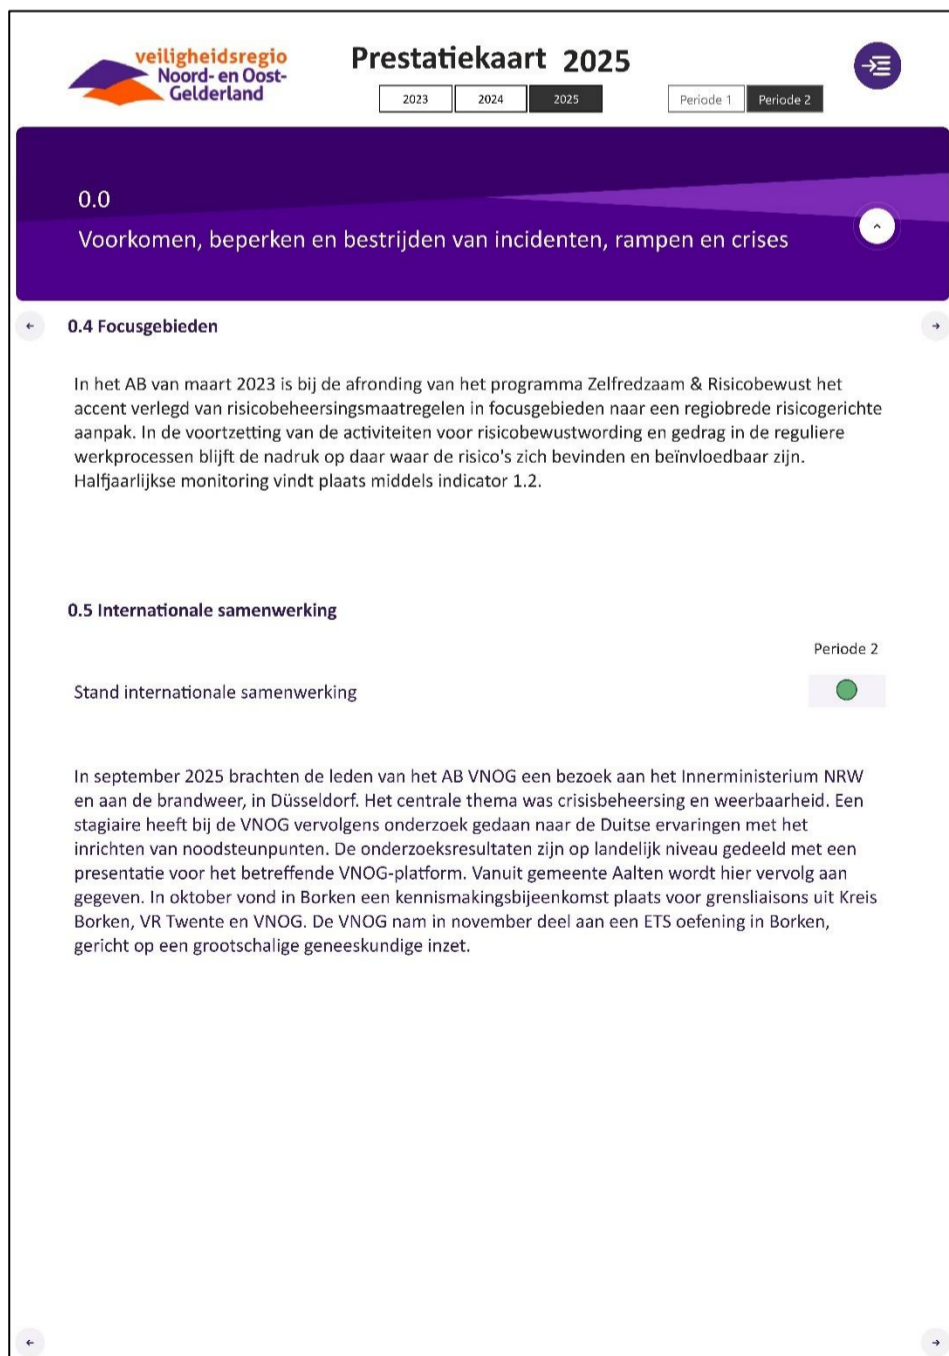 veiligheidsregio
Noord- en Oost-
Gelderland
Prestatiekaart 2025
2023 2024 2025 Periode 1 Periode 2
0.0
Voorkomen, beperken en bestrijden van incidenten, rampen en crises
0.4 Focusgebieden
In het AB van maart 2023 is bij de afronding van het programma Zelfredzaam & Risicobewust het
accent verlegd van risicobeheersingsmaatregelen in focusgebieden naar een regiobrede risicogerichte
aanpak. In de voortzetting van de activiteiten voor risicobewustwording en gedrag in de reguliere
werkprocessen blijft de nadruk op daar waar de risico's zich bevinden en beïnvloedbaar zijn.
Halfjaarlijkse monitoring vindt plaats middels indicator 1.2.
0.5 Internationale samenwerking
Periode 2
Stand internationale samenwerking
In september 2025 brachten de leden van het AB VNOG een bezoek aan het Innerministerium NRW
en aan de brandweer, in Düsseldorf. Het centrale thema was crisisbeheersing en weerbaarheid. Een
stagiaire heeft bij de VNOG vervolgens onderzoek gedaan naar de Duitse ervaringen met het
inrichten van noodsteunpunten. De onderzoeksresultaten zijn op landelijk niveau gedeeld met een
presentatie voor het betreffende VNOG-platform. Vanuit gemeente Aalten wordt hier vervolg aan
gegeven. In oktober vond in Borken een kennismakingsbijeenkomst plaats voor grensliaisons uit Kreis
Borken, VR Twente en VNOG. De VNOG nam in november deel aan een ETS oefening in Borken,
gericht op een grootschalige geneeskundige inzet.